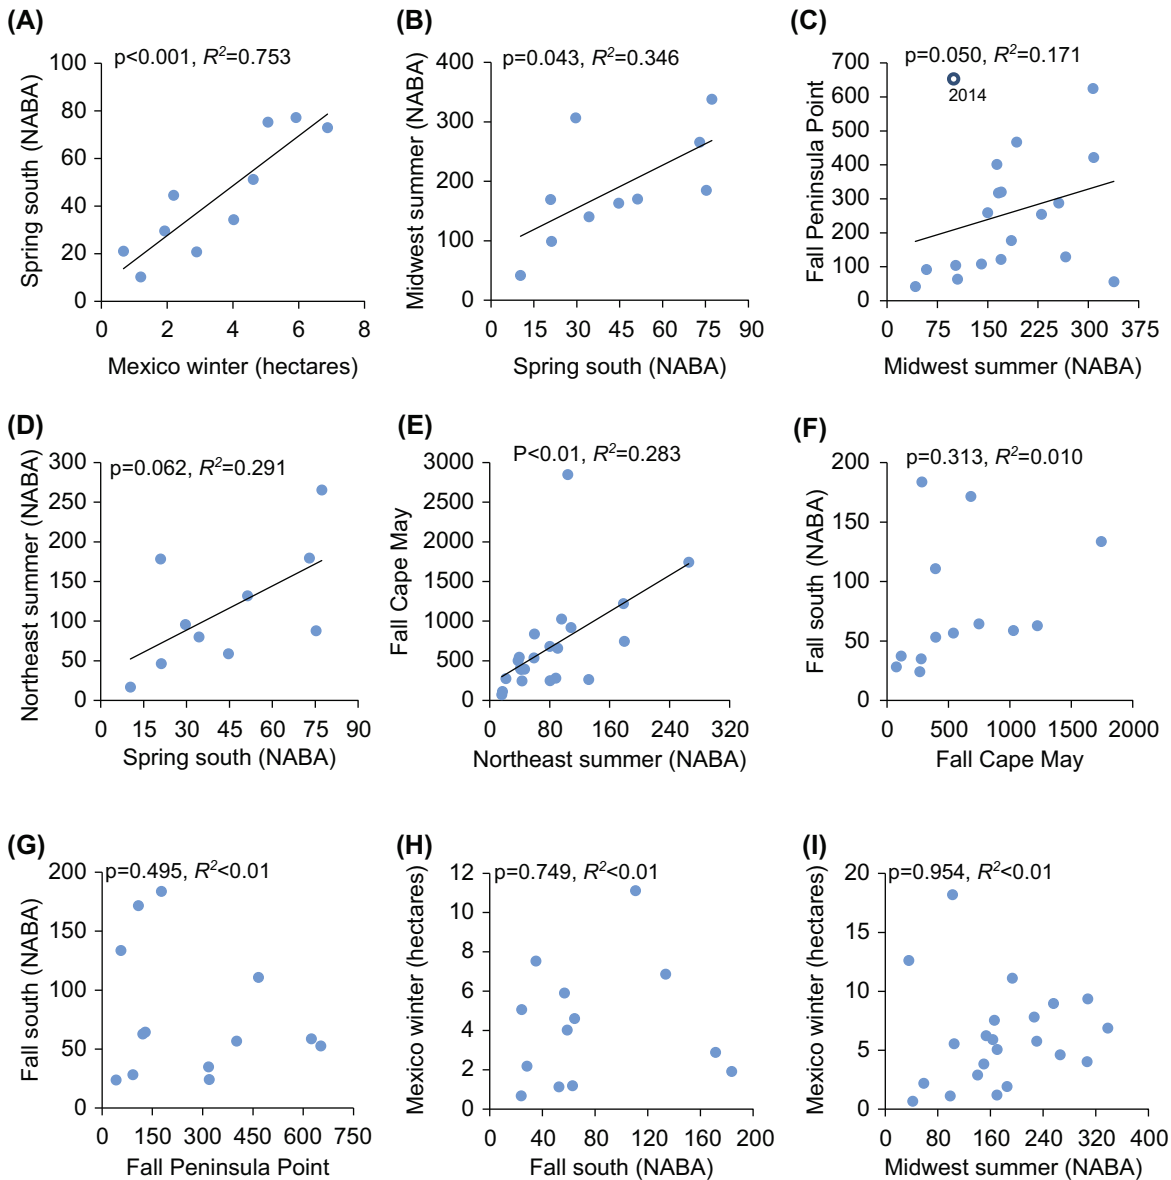 (A)
p<0.001, R²=0.753
Spring south (NABA)
100
80
60
40
20
0
0 2 4 6 8
Mexico winter (hectares)
(B)
p=0.043, R²=0.346
Midwest summer (NABA)
400
300
200
100
0
0 15 30 45 60 75 90
Spring south (NABA)
(C)
p=0.050, R²=0.171
2014
Fall Peninsula Point
700
600
500
400
300
200
100
0
0 75 150 225 300 375
Midwest summer (NABA)
(D)
p=0.062, R²=0.291
Northeast summer (NABA)
300
250
200
150
100
50
0
0 15 30 45 60 75 90
Spring south (NABA)
(E)
P<0.01, R²=0.283
Fall Cape May
3000
2500
2000
1500
1000
500
0
0 80 160 240 320
Northeast summer (NABA)
(F)
p=0.313, R²=0.010
Fall south (NABA)
200
150
100
50
0
0 500 1000 1500 2000
Fall Cape May
(G)
p=0.495, R²<0.01
Fall south (NABA)
200
150
100
50
0
0 150 300 450 600 750
Fall Peninsula Point
(H)
p=0.749, R²<0.01
Mexico winter (hectares)
12
10
8
6
4
2
0
0 40 80 120 160 200
Fall south (NABA)
(I)
p=0.954, R²<0.01
Mexico winter (hectares)
20
15
10
5
0
0 80 160 240 320 400
Midwest summer (NABA)